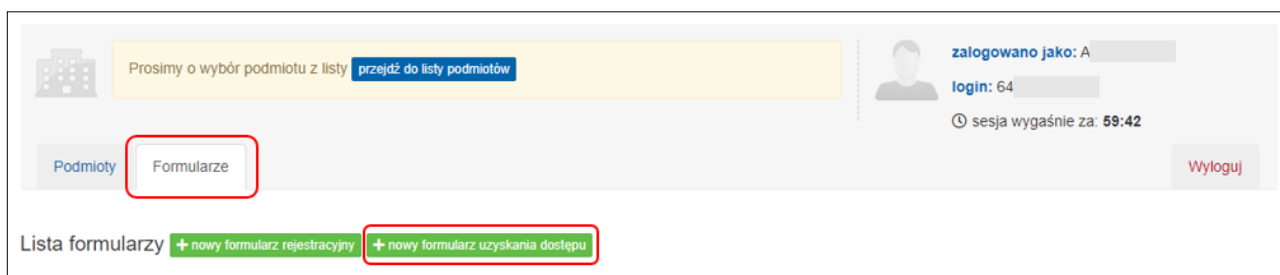 Prosimy o wybór podmiotu z listy przejdź do listy podmiotów
zalogowano jako: A
login: 64
sesja wygaśnie za: 59:42
Podmioty Formularze Wyloguj
Lista formularzy + nowy formularz rejestracyjny + nowy formularz uzyskania dostępu